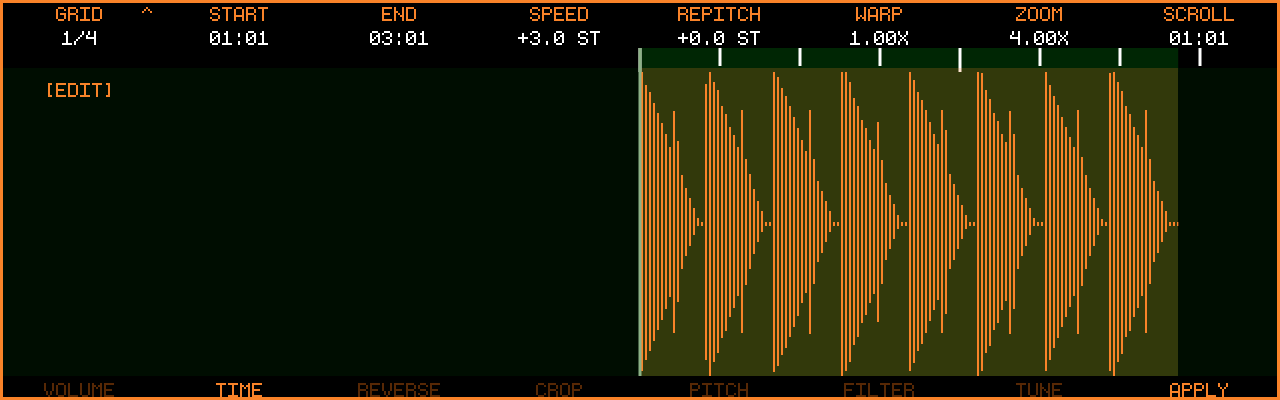 GRID ^ START END SPEED REPITCH WARP ZOOM SCROLL
1/4 01:01 03:01 +3.0 ST +0.0 ST 1.00X 4.00X 01:01
[EDIT]
VOLUME TIME REVERSE CROP PITCH FILTER TUNE APPLY